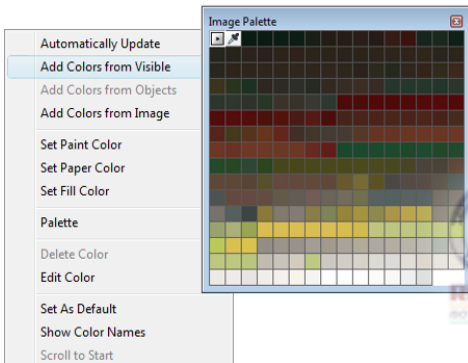 Image Palette
Automatically Update
Add Colors from Visible
Add Colors from Objects
Add Colors from Image
Set Paint Color
Set Paper Color
Set Fill Color
Palette
Delete Color
Edit Color
Set As Default
Show Color Names
Scroll to Start